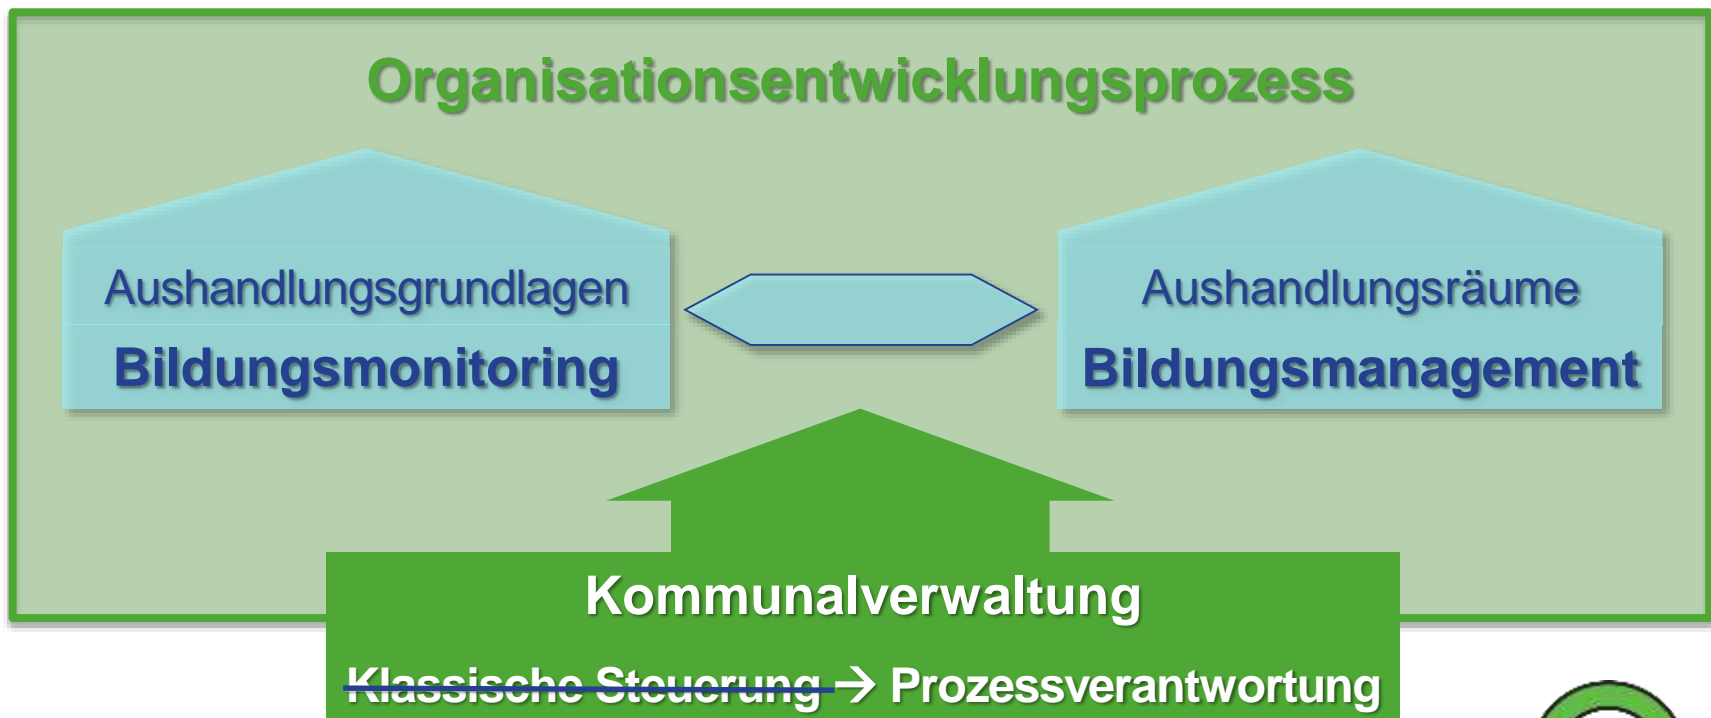 Organisationsentwicklungsprozess
Aushandlungsgrundlagen
Bildungsmonitoring
Aushandlungsräume
Bildungsmanagement
Kommunalverwaltung
Klassische Steuerung → Prozessverantwortung